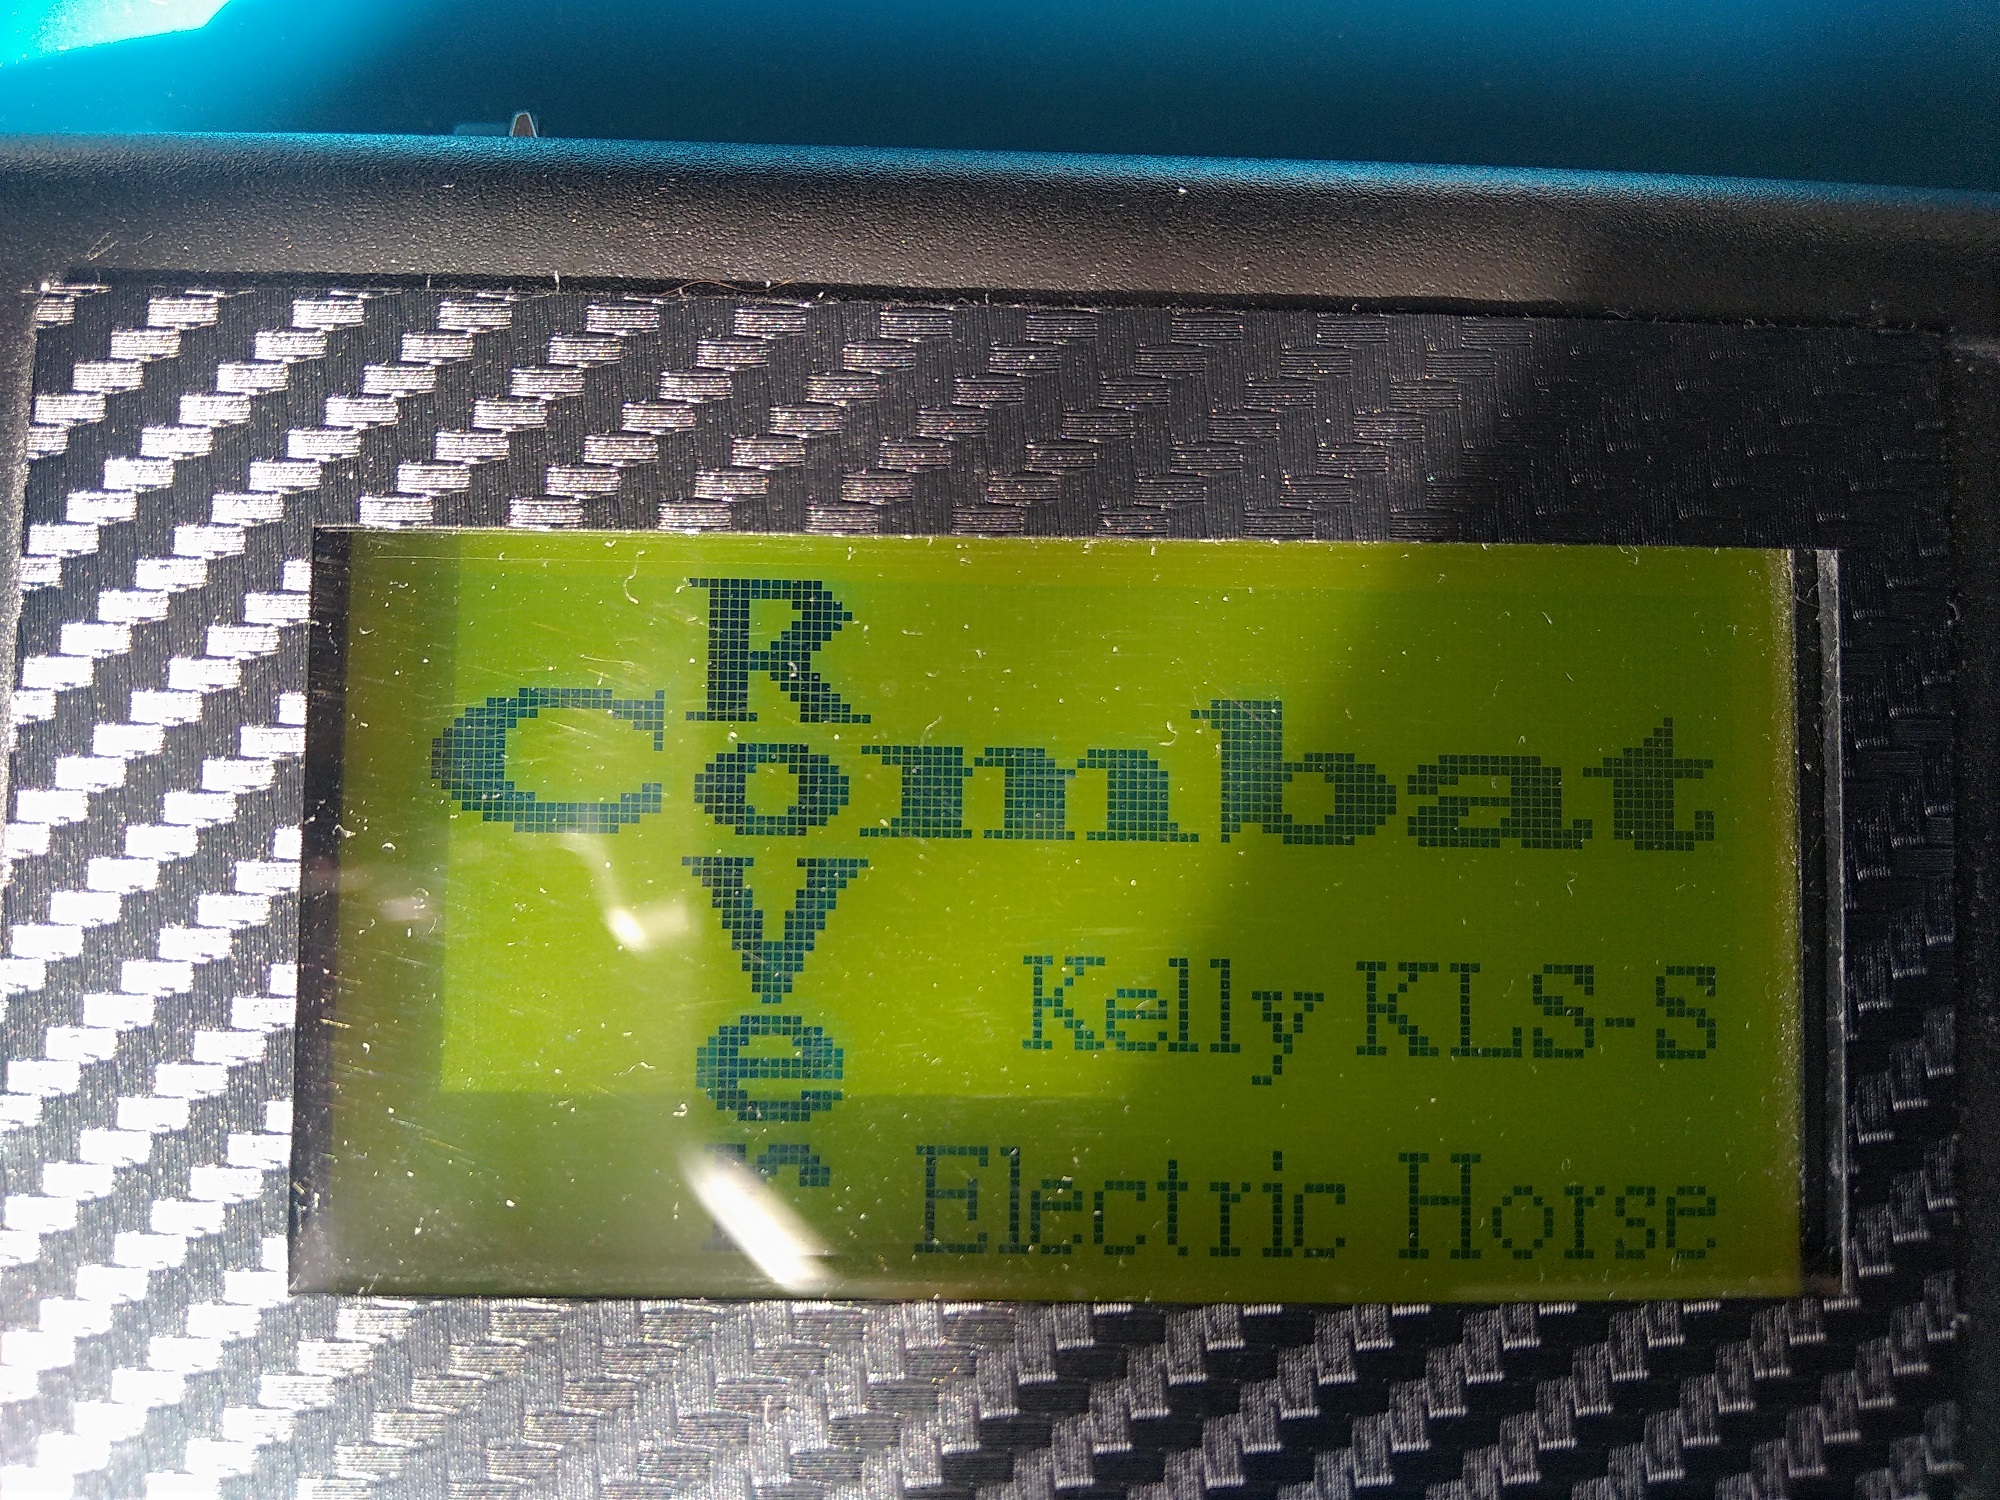 Rover
Combat
Kelly KLS-S
Electric Horse